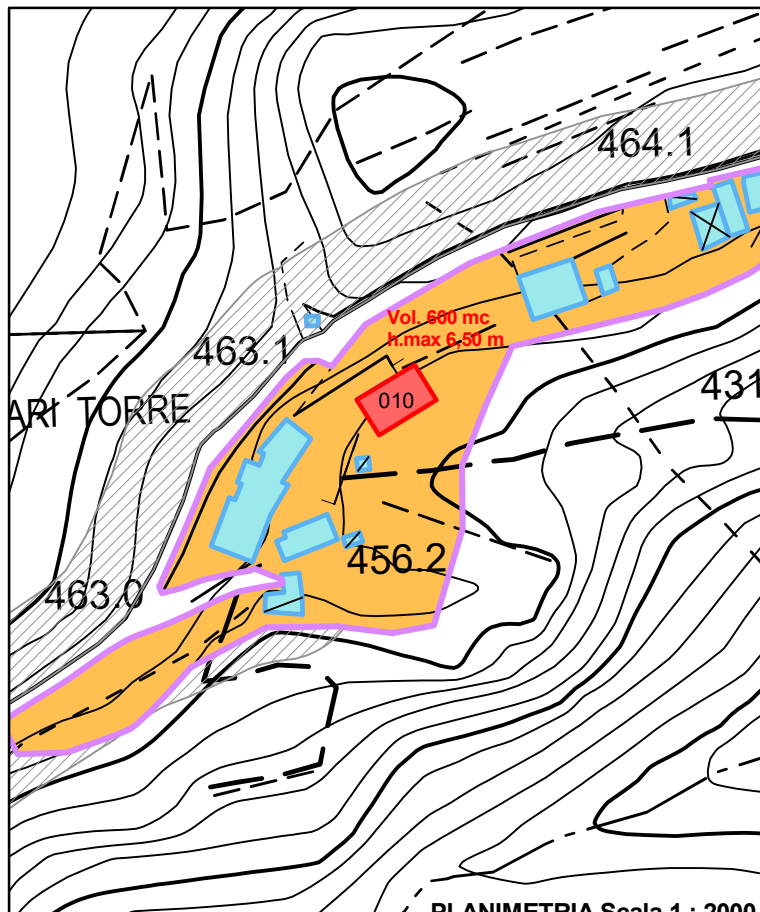 464.1
Vol. 600 mc
h.max 6,50 m
463.1
431
ARI TORRE
010
456.2
463.0
PLANIMETRIA Scala 1 : 2000